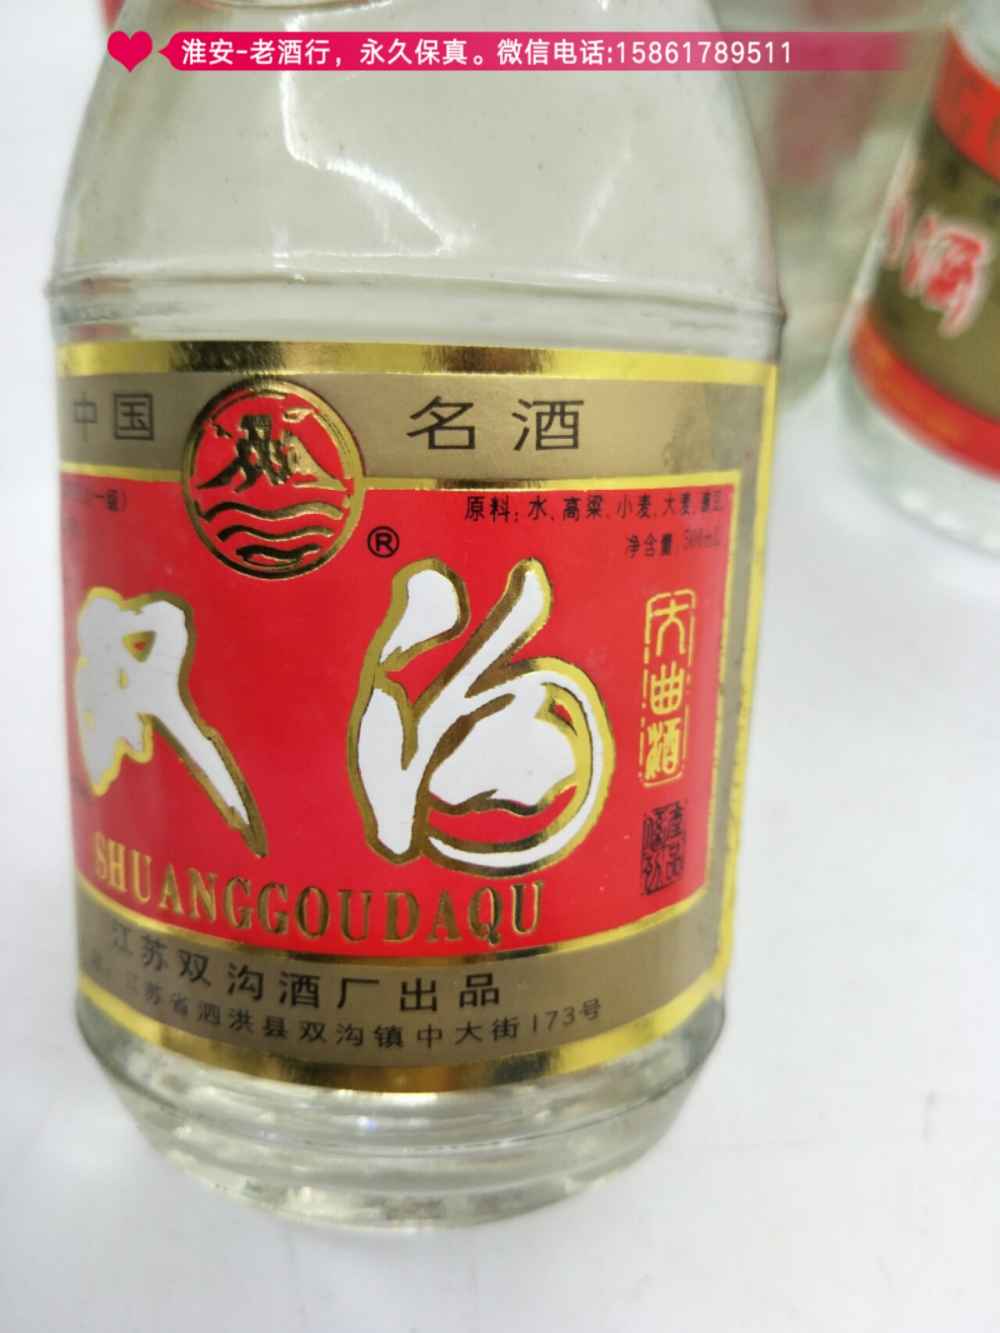 淮安-老酒行，永久保真。微信电话:15861789511
中国 名酒
原料：水、高粱、小麦、大麦、豌豆
净含量：500mL
双沟
®
大曲酒
SHUANGGOUDAQU
江苏双沟酒厂出品
江苏省泗洪县双沟镇中大街173号
酒